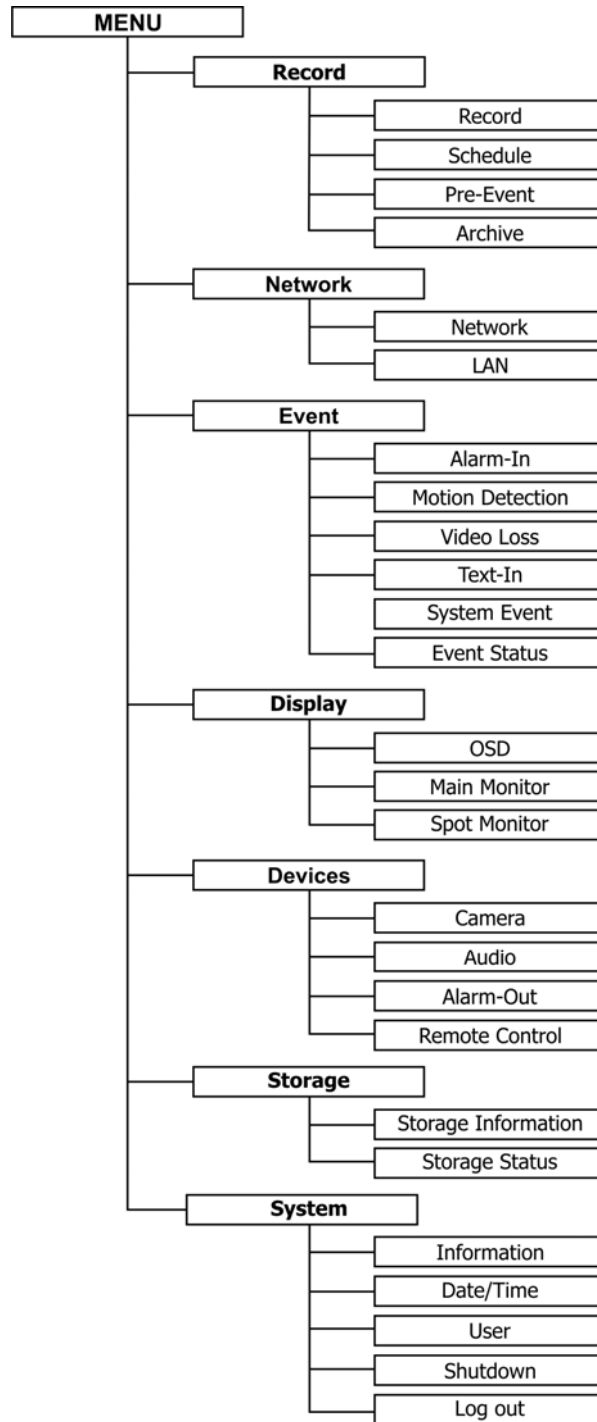 MENU
Record
Record
Schedule
Pre-Event
Archive
Network
Network
LAN
Event
Alarm-In
Motion Detection
Video Loss
Text-In
System Event
Event Status
Display
OSD
Main Monitor
Spot Monitor
Devices
Camera
Audio
Alarm-Out
Remote Control
Storage
Storage Information
Storage Status
System
Information
Date/Time
User
Shutdown
Log out